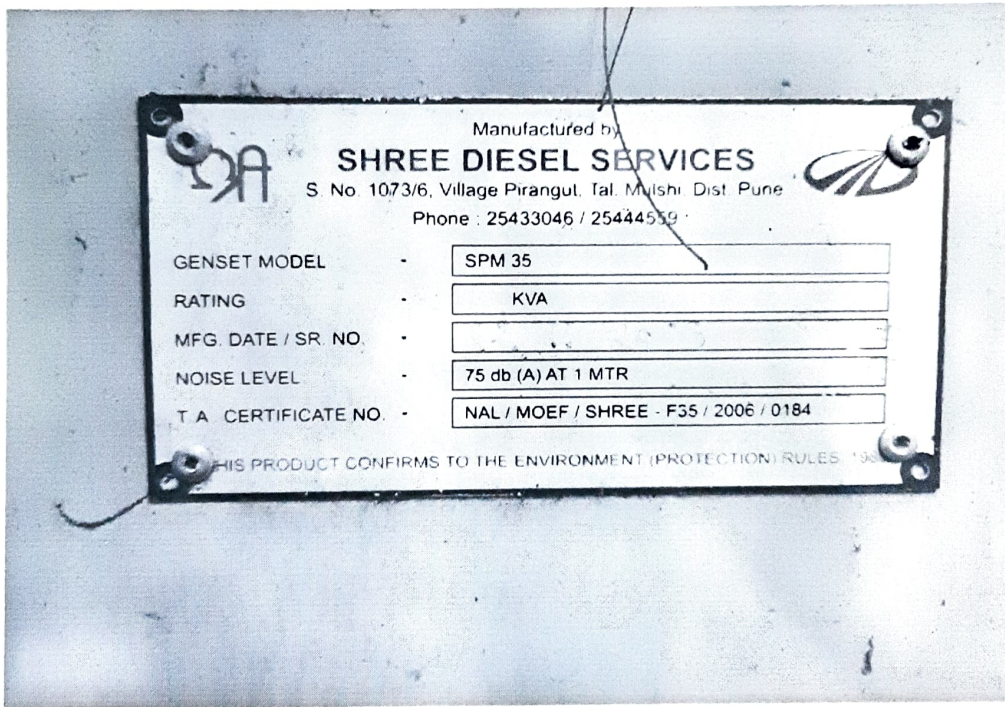 Manufactured by
SHREE DIESEL SERVICES
S. No. 1073/6, Village Pirangut, Tal. Mulshi. Dist. Pune
Phone : 25433046 / 25444559
GENSET MODEL - SPM 35
RATING - KVA
MFG. DATE / SR. NO. -
NOISE LEVEL - 75 db (A) AT 1 MTR
T A CERTIFICATE NO. - NAL / MOEF / SHREE - F35 / 2006 / 0184
HIS PRODUCT CONFIRMS TO THE ENVIRONMENT (PROTECTION) RULES